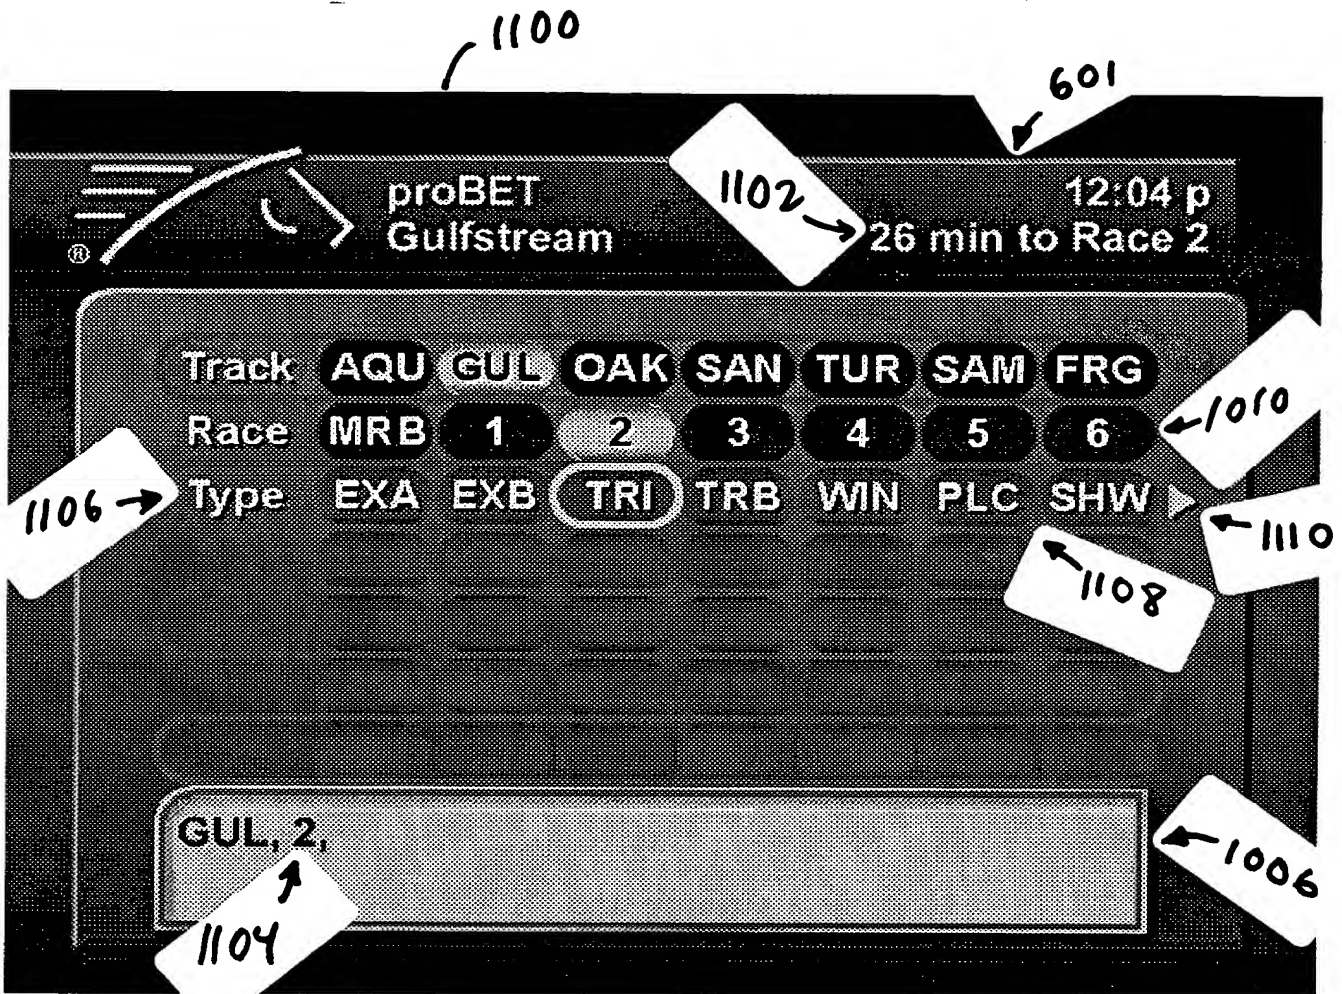 1100
601
proBET
Gulfstream
1102
12:04 p
26 min to Race 2
®
Track AQU GUL OAK SAN TUR SAM FRG
Race MRB 1 2 3 4 5 6
1010
Type EXA EXB TRI TRB WIN PLC SHW
1106
1110
1108
GUL, 2,
1006
1104